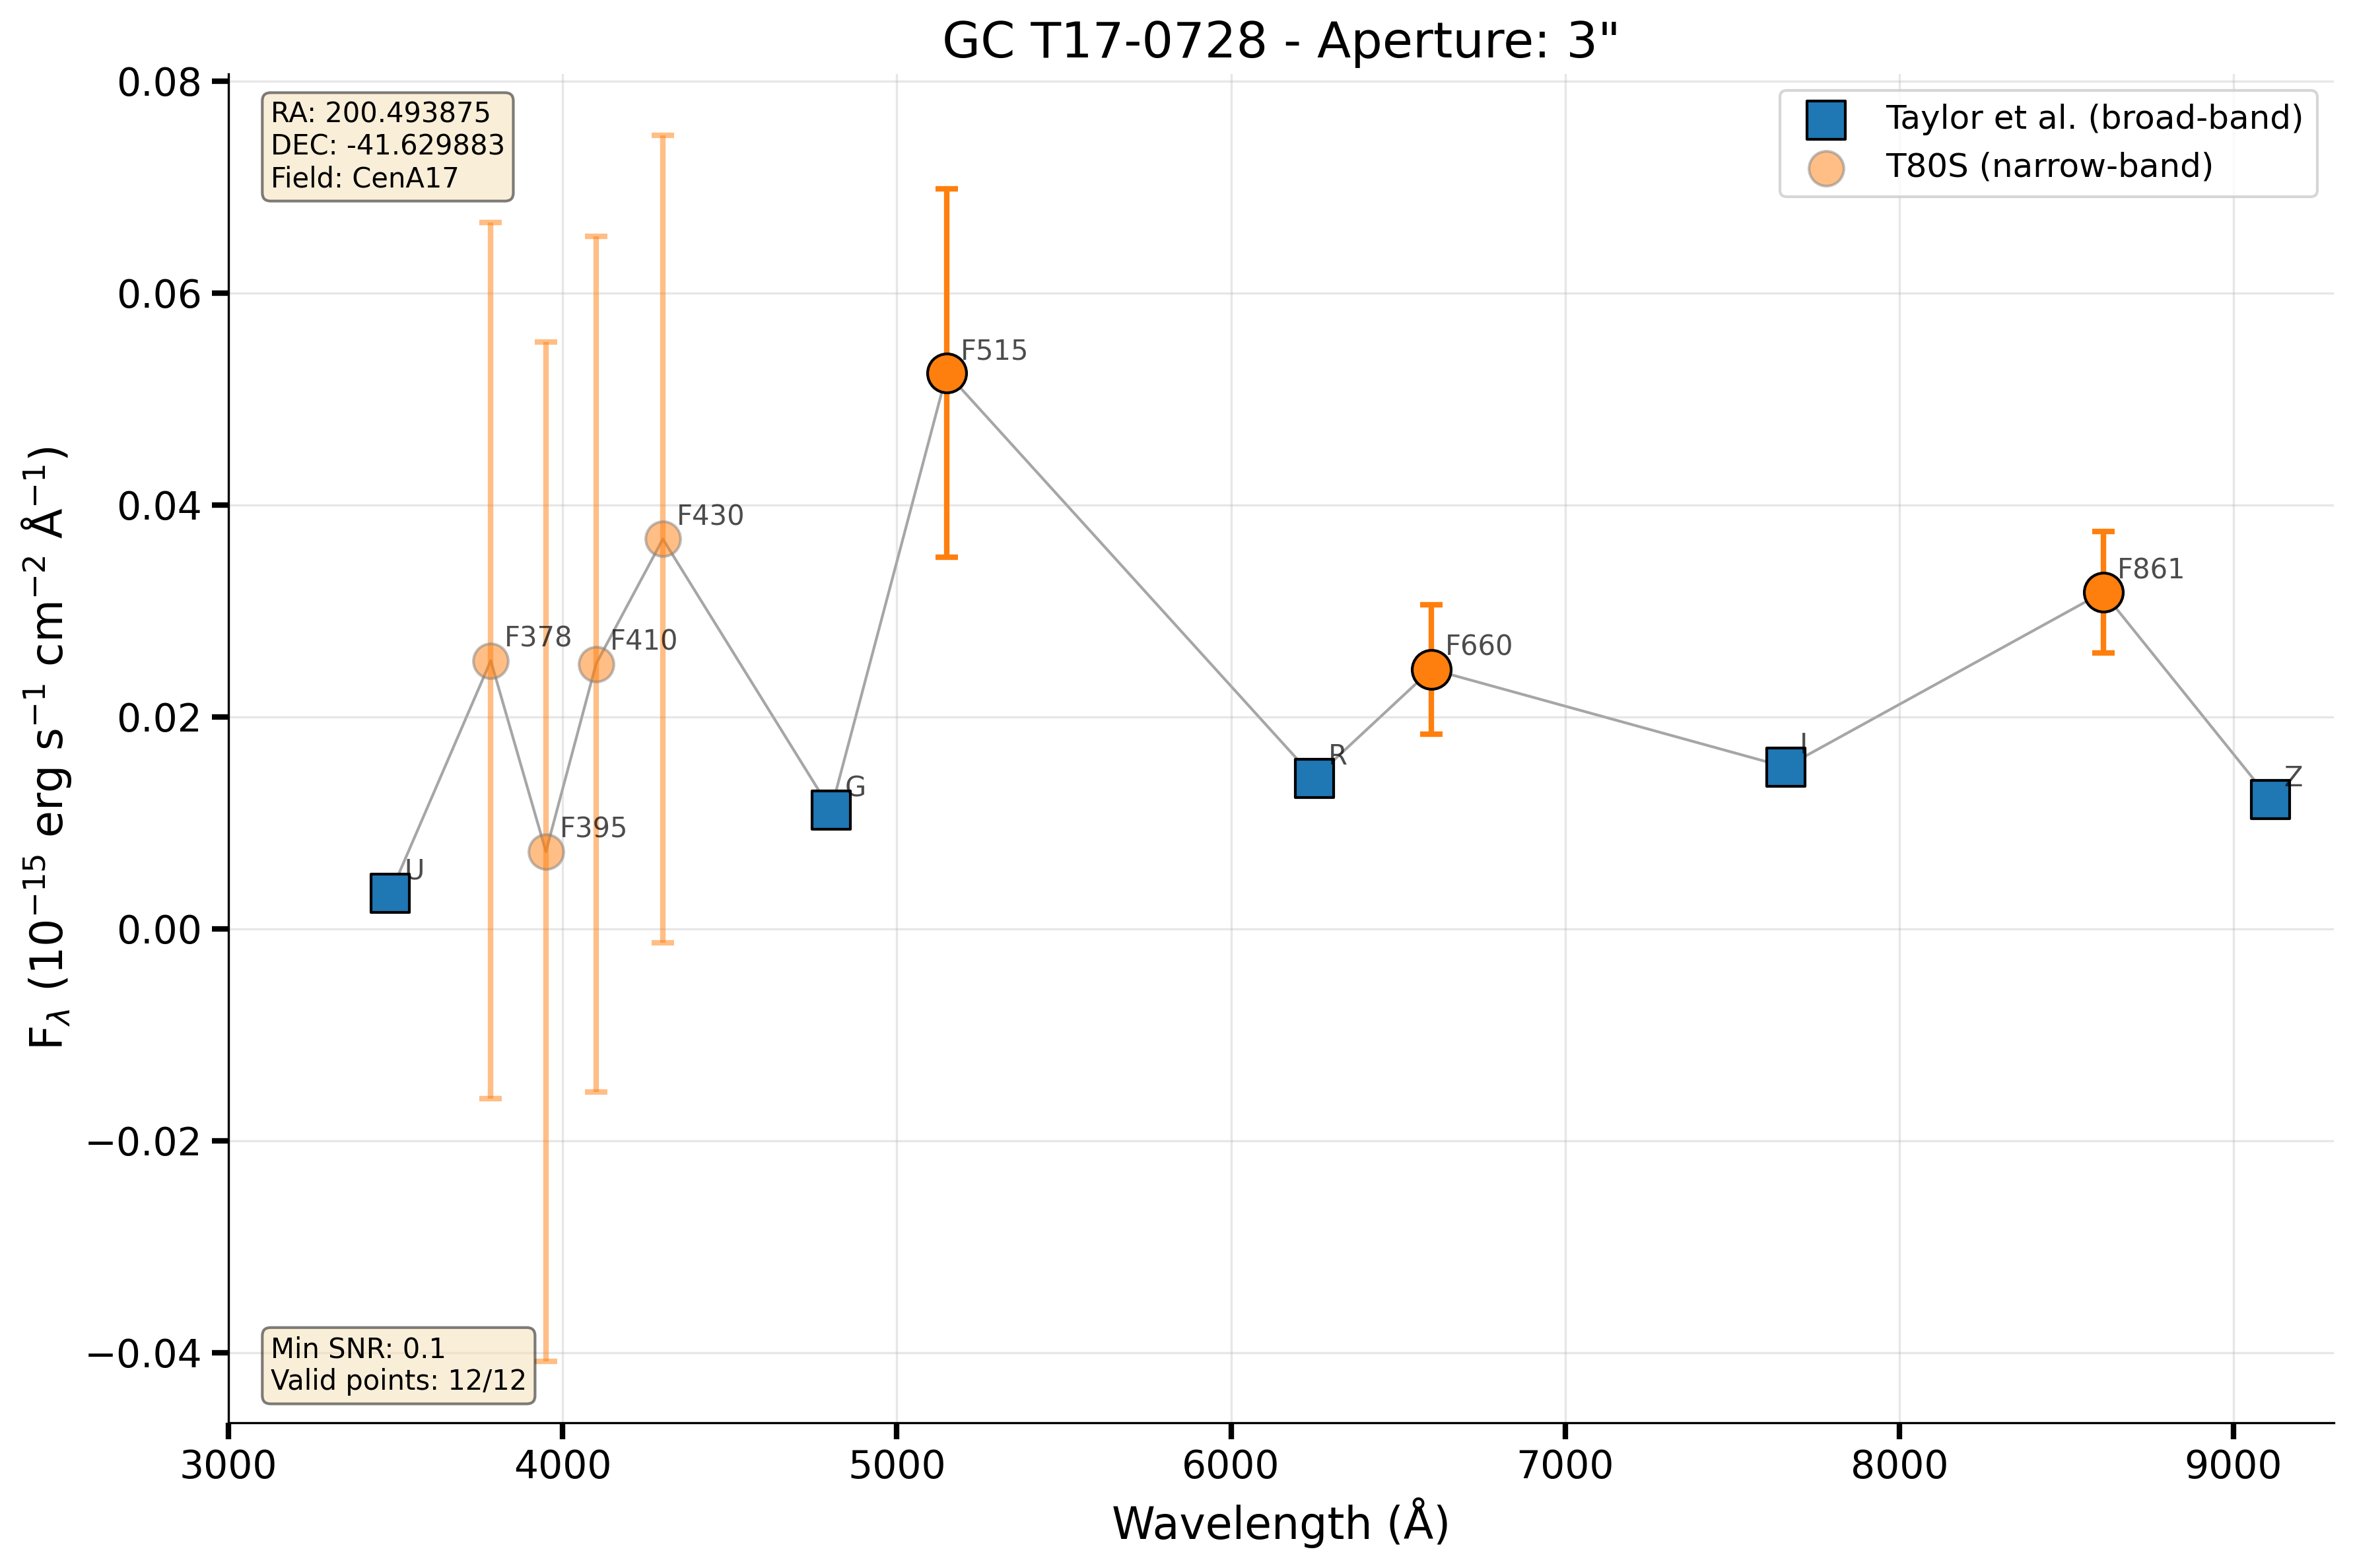 GC T17-0728 - Aperture: 3"
RA: 200.493875
DEC: -41.629883
Field: CenA17
Taylor et al. (broad-band)
T80S (narrow-band)
0.08
0.06
0.04
0.02
0.00
−0.02
−0.04
F$_{\lambda}$ (10$^{-15}$ erg s$^{-1}$ cm$^{-2}$ Å$^{-1}$)
F515
F430
F861
F378
F410
F660
R
I
Z
G
F395
U
Min SNR: 0.1
Valid points: 12/12
3000
4000
5000
6000
7000
8000
9000
Wavelength (Å)